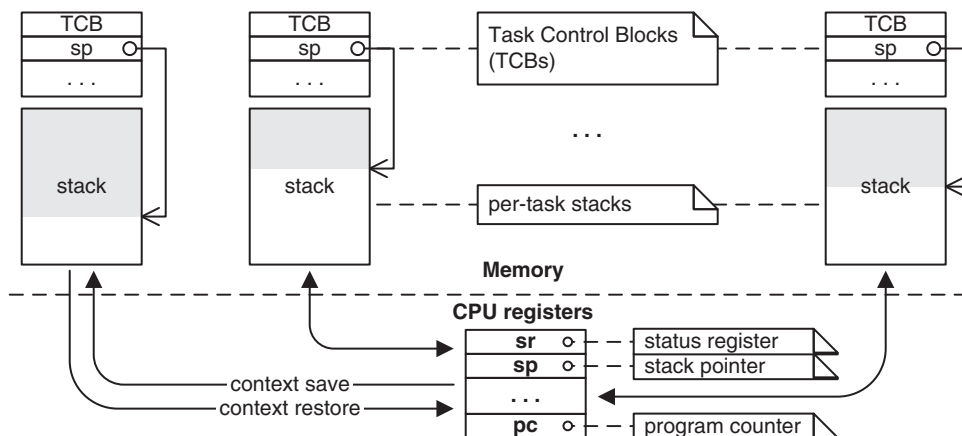 TCB
sp
. . .
stack
TCB
sp
. . .
stack
Task Control Blocks
(TCBs)
. . .
per-task stacks
TCB
sp
. . .
stack
Memory
CPU registers
sr
sp
. . .
pc
status register
stack pointer
program counter
context save
context restore